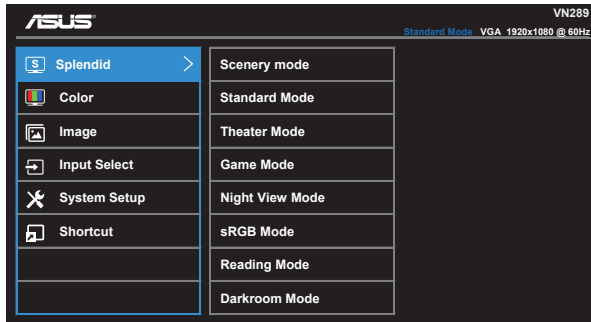 ASUS
VN289
Standard Mode VGA 1920x1080 @ 60Hz
S Splendid
Color
Image
Input Select
System Setup
Shortcut
Scenery mode
Standard Mode
Theater Mode
Game Mode
Night View Mode
sRGB Mode
Reading Mode
Darkroom Mode